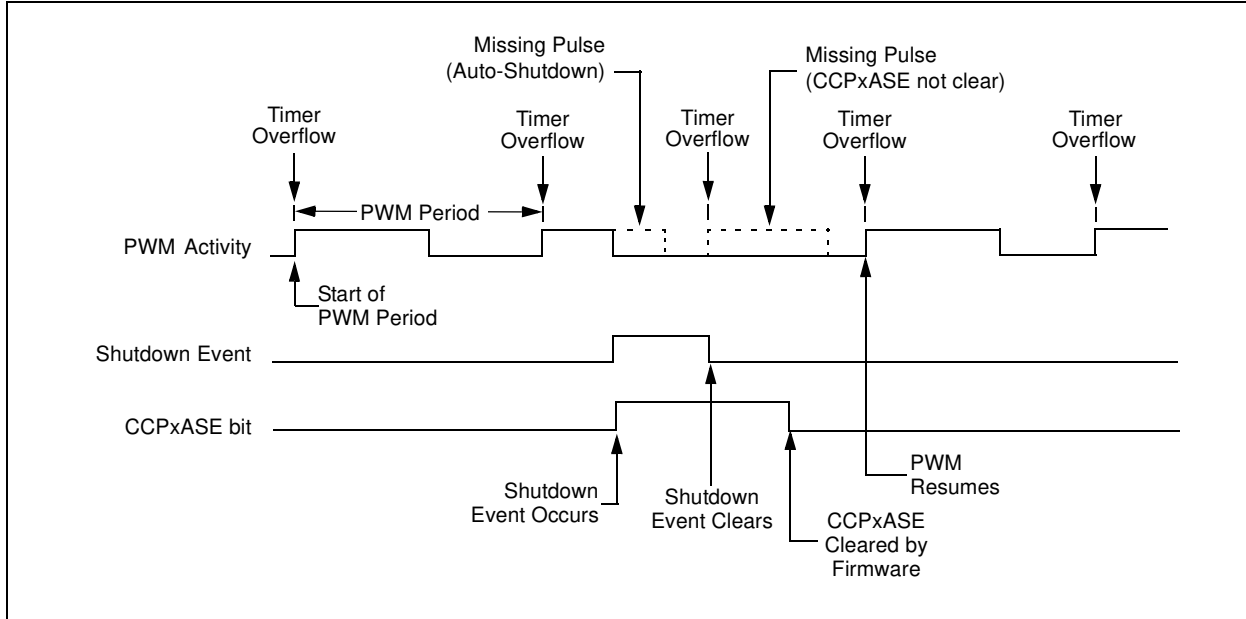 Missing Pulse
(Auto-Shutdown)
Missing Pulse
(CCPxASE not clear)
Timer
Overflow
Timer
Overflow
Timer
Overflow
Timer
Overflow
Timer
Overflow
PWM Period
PWM Activity
Start of
PWM Period
Shutdown Event
CCPxASE bit
Shutdown
Event Occurs
Shutdown
Event Clears
PWM
Resumes
CCPxASE
Cleared by
Firmware